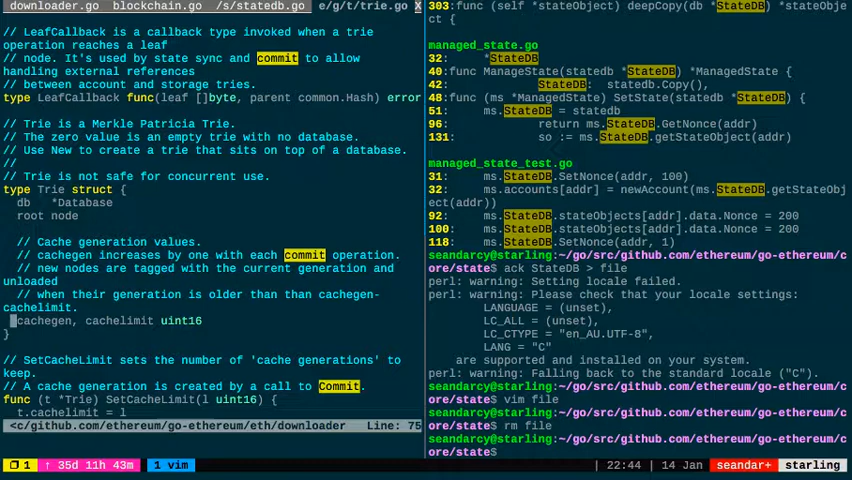 downloader.go  blockchain.go  /s/statedb.go  e/g/t/trie.go X
// LeafCallback is a callback type invoked when a trie
operation reaches a leaf
// node. It's used by state sync and commit to allow
handling external references
// between account and storage tries.
type LeafCallback func(leaf []byte, parent common.Hash) error
// Trie is a Merkle Patricia Trie.
// The zero value is an empty trie with no database.
// Use New to create a trie that sits on top of a database.
//
// Trie is not safe for concurrent use.
type Trie struct {
db   *Database
root node
// Cache generation values.
// cachegen increases by one with each commit operation.
// new nodes are tagged with the current generation and
unloaded
// when their generation is older than than cachegen-
cachelimit.
cachegen, cachelimit uint16
}
// SetCacheLimit sets the number of 'cache generations' to
keep.
// A cache generation is created by a call to Commit.
func (t *Trie) SetCacheLimit(l uint16) {
t.cachelimit = l
<c/github.com/ethereum/go-ethereum/eth/downloader   Line: 75
303:func (self *stateObject) deepCopy(db *StateDB) *stateObje
ct {
managed_state.go
32:     *StateDB
40:func ManageState(statedb *StateDB) *ManagedState {
42:             StateDB:  statedb.Copy(),
48:func (ms *ManagedState) SetState(statedb *StateDB) {
51:     ms.StateDB = statedb
96:             return ms.StateDB.GetNonce(addr)
131:            so := ms.StateDB.getStateObject(addr)
managed_state_test.go
31:     ms.StateDB.SetNonce(addr, 100)
32:     ms.accounts[addr] = newAccount(ms.StateDB.getStateObj
ect(addr))
92:     ms.StateDB.stateObjects[addr].data.Nonce = 200
100:    ms.StateDB.stateObjects[addr].data.Nonce = 200
118:    ms.StateDB.SetNonce(addr, 1)
seandarcy@starling:~/go/src/github.com/ethereum/go-ethereum/c
ore/state$ ack StateDB > file
perl: warning: Setting locale failed.
perl: warning: Please check that your locale settings:
LANGUAGE = (unset),
LC_ALL = (unset),
LC_CTYPE = "en_AU.UTF-8",
LANG = "C"
are supported and installed on your system.
perl: warning: Falling back to the standard locale ("C").
seandarcy@starling:~/go/src/github.com/ethereum/go-ethereum/c
ore/state$ vim file
seandarcy@starling:~/go/src/github.com/ethereum/go-ethereum/c
ore/state$ rm file
seandarcy@starling:~/go/src/github.com/ethereum/go-ethereum/c
ore/state$
1  ↑ 35d 11h 43m  1 vim  | 22:44 | 14 Jan  seandar+  starling